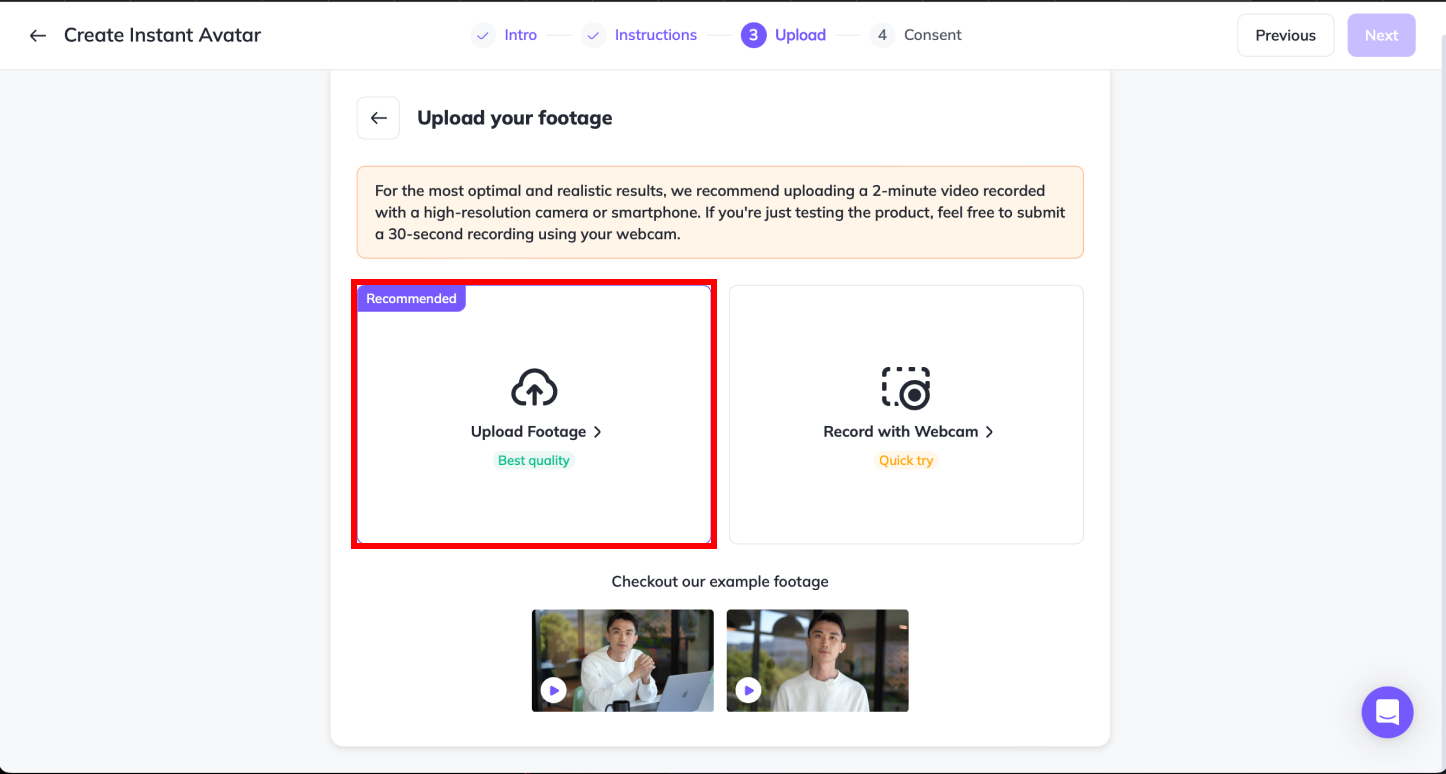 Create Instant Avatar
Intro
Instructions
3
Upload
4
Consent
Previous
Next
Upload your footage
For the most optimal and realistic results, we recommend uploading a 2-minute video recorded
with a high-resolution camera or smartphone. If you're just testing the product, feel free to submit
a 30-second recording using your webcam.
Recommended
Upload Footage
Best quality
Record with Webcam
Quick try
Checkout our example footage